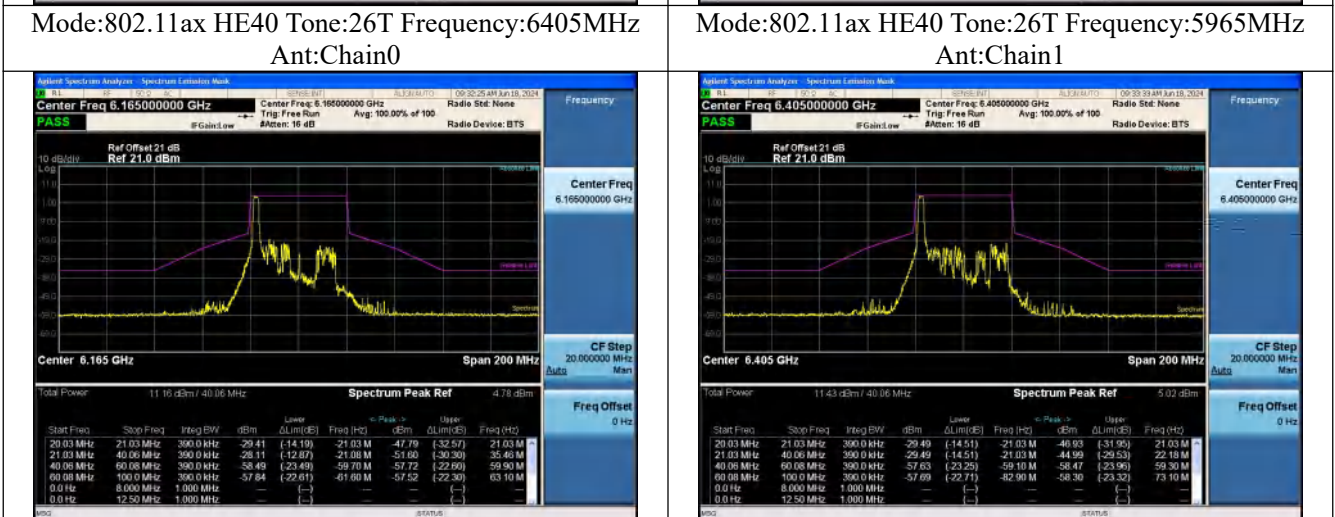 Mode:802.11ax HE40 Tone:26T Frequency:6405MHz
Ant:Chain0
Mode:802.11ax HE40 Tone:26T Frequency:5965MHz
Ant:Chain1
Agilent Spectrum Analyzer - Spectrum Emission Mask
09:32:25 AM Jun 18, 2024
Center Freq 6.165000000 GHz
Center Freq: 6.165000000 GHz
Radio Std: None
Trig: Free Run Avg: 100.00% of 100
PASS
IFGain:Low #Atten: 16 dB
Radio Device: BTS
Ref Offset 21 dB
10 dB/div Ref 21.0 dBm
Log
Center 6.165 GHz Span 200 MHz
Total Power 11.16 dBm / 40.06 MHz Spectrum Peak Ref 4.78 dBm
Lower <- Peak -> Upper
Start Freq Stop Freq Integ BW dBm ΔLim(dB) Freq (Hz) dBm ΔLim(dB) Freq (Hz)
20.03 MHz 21.03 MHz 390.0 kHz -29.41 (-14.19) -21.03 M -47.79 (-32.57) 21.03 M
21.03 MHz 40.06 MHz 390.0 kHz -28.11 (-12.87) -21.08 M -51.60 (-30.30) 35.46 M
40.06 MHz 60.08 MHz 390.0 kHz -58.49 (-23.49) -59.70 M -57.72 (-22.60) 59.90 M
60.08 MHz 100.0 MHz 390.0 kHz -57.84 (-22.61) -61.60 M -57.52 (-22.30) 63.10 M
0.0 Hz 8.000 MHz 1.000 MHz --- (---) --- --- (---) ---
0.0 Hz 12.50 MHz 1.000 MHz --- (---) --- --- (---) ---
MSG STATUS
Frequency
Center Freq
6.165000000 GHz
CF Step
20.000000 MHz
Auto Man
Freq Offset
0 Hz
Agilent Spectrum Analyzer - Spectrum Emission Mask
09:33:33 AM Jun 18, 2024
Center Freq 6.405000000 GHz
Center Freq: 6.405000000 GHz
Radio Std: None
Trig: Free Run Avg: 100.00% of 100
PASS
IFGain:Low #Atten: 16 dB
Radio Device: BTS
Ref Offset 21 dB
10 dB/div Ref 21.0 dBm
Log
Center 6.405 GHz Span 200 MHz
Total Power 11.43 dBm / 40.06 MHz Spectrum Peak Ref 5.02 dBm
Lower <- Peak -> Upper
Start Freq Stop Freq Integ BW dBm ΔLim(dB) Freq (Hz) dBm ΔLim(dB) Freq (Hz)
20.03 MHz 21.03 MHz 390.0 kHz -29.49 (-14.51) -21.03 M -46.93 (-31.95) 21.03 M
21.03 MHz 40.06 MHz 390.0 kHz -29.49 (-14.51) -21.03 M -44.99 (-29.53) 22.18 M
40.06 MHz 60.08 MHz 390.0 kHz -57.63 (-23.25) -59.10 M -58.47 (-23.96) 59.30 M
60.08 MHz 100.0 MHz 390.0 kHz -57.69 (-22.71) -82.90 M -58.30 (-23.32) 73.10 M
0.0 Hz 8.000 MHz 1.000 MHz --- (---) --- --- (---) ---
0.0 Hz 12.50 MHz 1.000 MHz --- (---) --- --- (---) ---
MSG STATUS
Frequency
Center Freq
6.405000000 GHz
CF Step
20.000000 MHz
Auto Man
Freq Offset
0 Hz